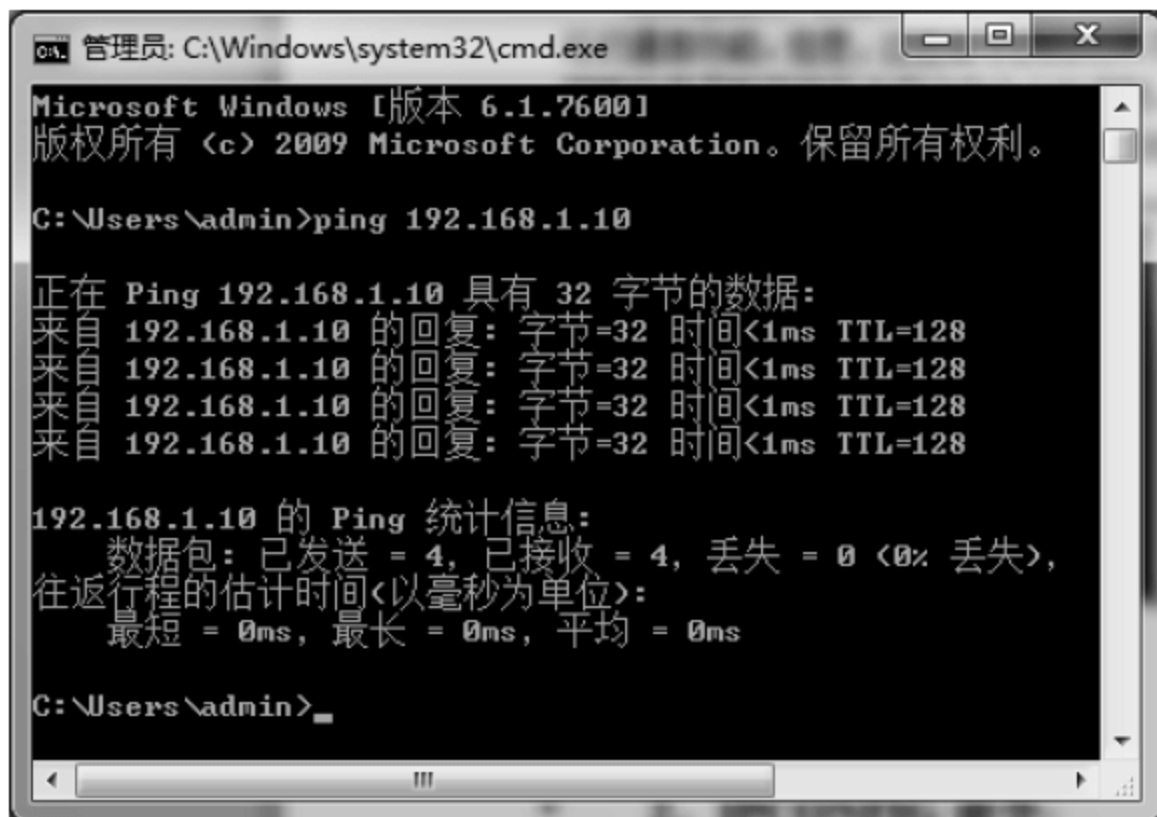 管理员: C:\Windows\system32\cmd.exe
Microsoft Windows [版本 6.1.7600]
版权所有 (c) 2009 Microsoft Corporation。保留所有权利。
C:\Users\admin>ping 192.168.1.10
正在 Ping 192.168.1.10 具有 32 字节的数据:
来自 192.168.1.10 的回复: 字节=32 时间<1ms TTL=128
来自 192.168.1.10 的回复: 字节=32 时间<1ms TTL=128
来自 192.168.1.10 的回复: 字节=32 时间<1ms TTL=128
来自 192.168.1.10 的回复: 字节=32 时间<1ms TTL=128
192.168.1.10 的 Ping 统计信息:
数据包: 已发送 = 4, 已接收 = 4, 丢失 = 0 (0% 丢失),
往返行程的估计时间(以毫秒为单位):
最短 = 0ms, 最长 = 0ms, 平均 = 0ms
C:\Users\admin>